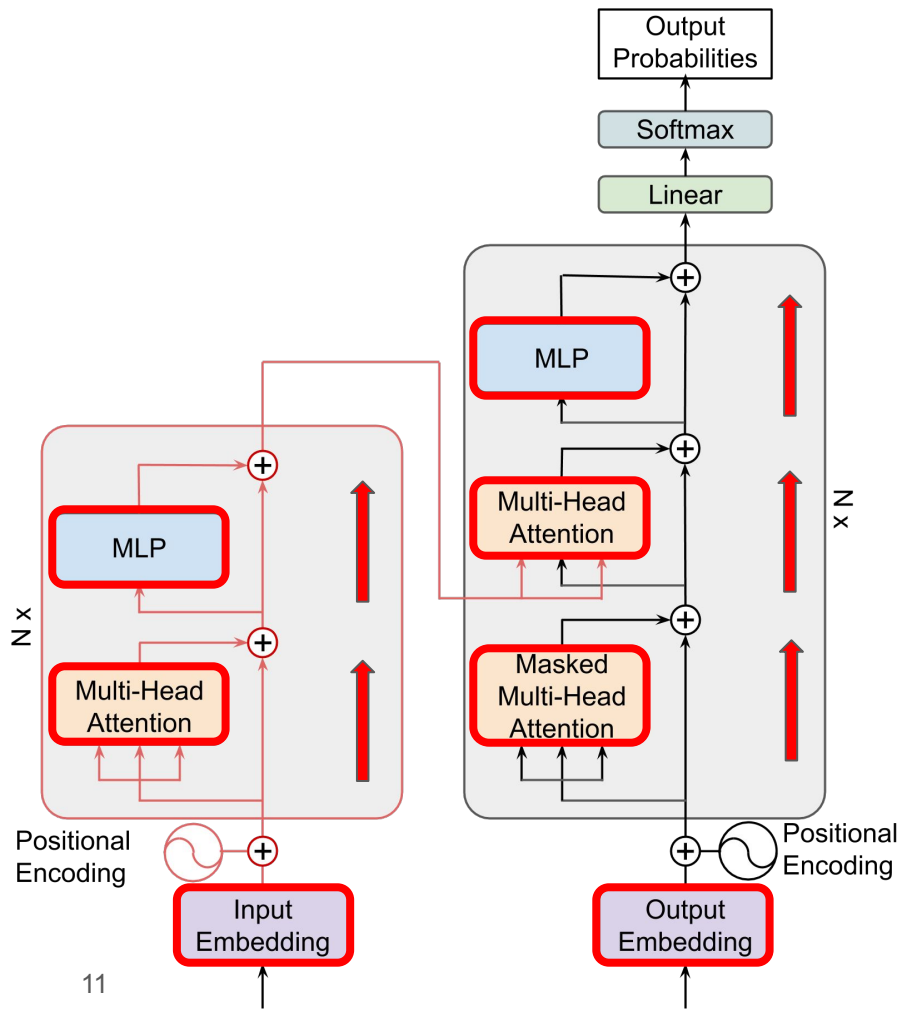 Output
Probabilities
Softmax
Linear
MLP
Multi-Head
Attention
Masked
Multi-Head
Attention
N x
Positional
Encoding
Output
Embedding
MLP
Multi-Head
Attention
N x
Positional
Encoding
Input
Embedding
11